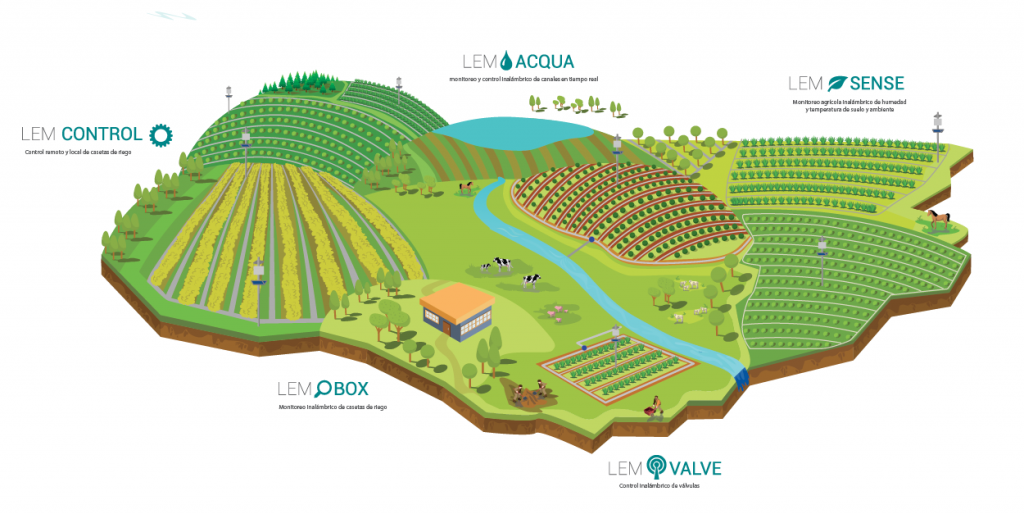 LEM ACQUA
monitoreo y control inalámbrico de canales en tiempo real
LEM SENSE
Monitoreo agrícola inalámbrico de humedad
y temperatura de suelo y ambiente
LEM CONTROL
Control remoto y local de casetas de riego
LEM BOX
Monitoreo inalámbrico de casetas de riego
LEM VALVE
Control inalámbrico de válvulas